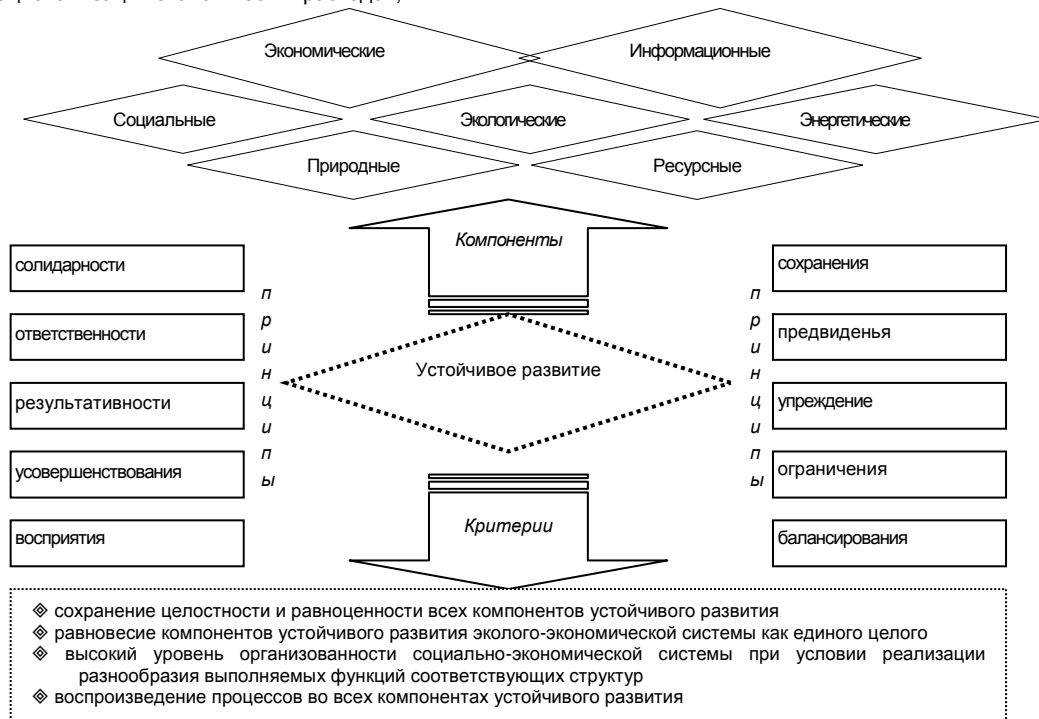 Экономические
Информационные
Социальные
Экологические
Энергетические
Природные
Ресурсные
Компоненты
солидарности
ответственности
результативности
усовершенствования
восприятия
принципы
Устойчивое развитие
принципы
сохранения
предвиденья
упреждение
ограничения
балансирования
Критерии
сохранение целостности и равноценности всех компонентов устойчивого развития
равновесие компонентов устойчивого развития эколого-экономической системы как единого целого
высокий уровень организованности социально-экономической системы при условии реализации
разнообразия выполняемых функций соответствующих структур
воспроизведение процессов во всех компонентах устойчивого развития